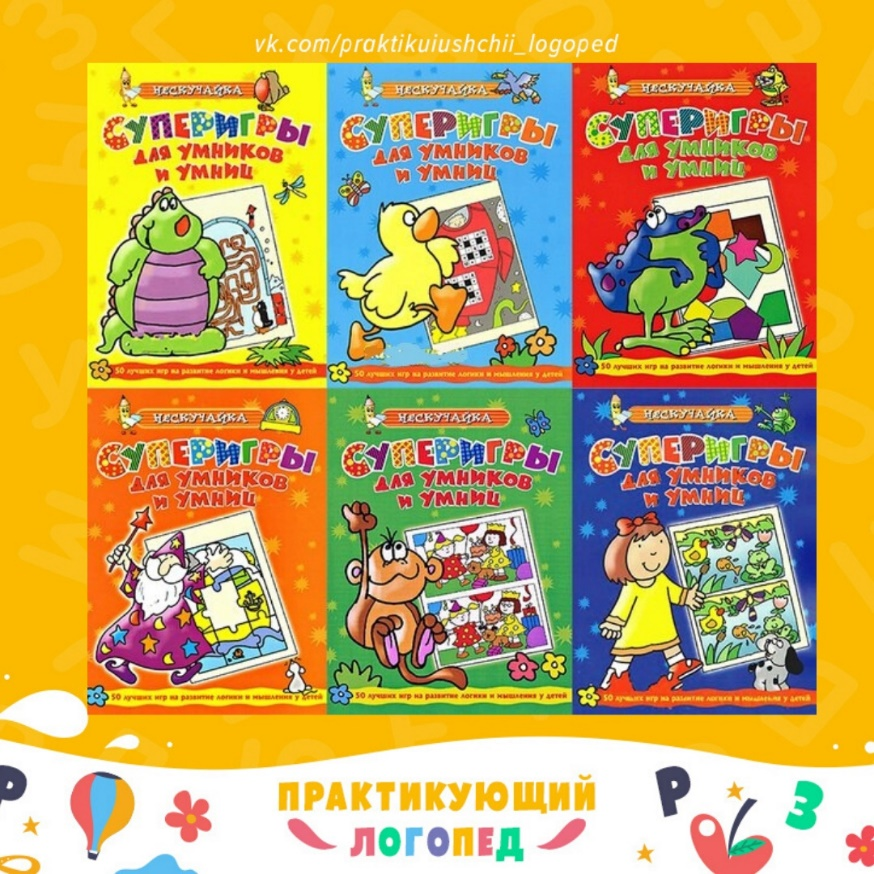 vk.com/praktikuiushchii_logoped
НЕСКУЧАЙКА
СУПЕРИГРЫ
ДЛЯ УМНИКОВ
И УМНИЦ
50 лучших игр на развитие логики и мышления у детей
НЕСКУЧАЙКА
СУПЕРИГРЫ
ДЛЯ УМНИКОВ
И УМНИЦ
50 лучших игр на развитие логики и мышления у детей
НЕСКУЧАЙКА
СУПЕРИГРЫ
ДЛЯ УМНИКОВ
И УМНИЦ
50 лучших игр на развитие логики и мышления у детей
НЕСКУЧАЙКА
СУПЕРИГРЫ
ДЛЯ УМНИКОВ
И УМНИЦ
50 лучших игр на развитие логики и мышления у детей
НЕСКУЧАЙКА
СУПЕРИГРЫ
ДЛЯ УМНИКОВ
И УМНИЦ
50 лучших игр на развитие логики и мышления у детей
НЕСКУЧАЙКА
СУПЕРИГРЫ
ДЛЯ УМНИКОВ
И УМНИЦ
50 лучших игр на развитие логики и мышления у детей
Р
ПРАКТИКУЮЩИЙ
ЛОГОПЕД
Р
З